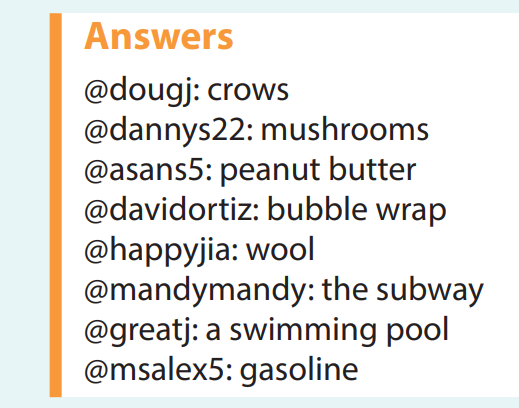 Answers
@dougj: crows
@dannys22: mushrooms
@asans5: peanut butter
@davidortiz: bubble wrap
@happyjia: wool
@mandymandy: the subway
@greatj: a swimming pool
@msalex5: gasoline